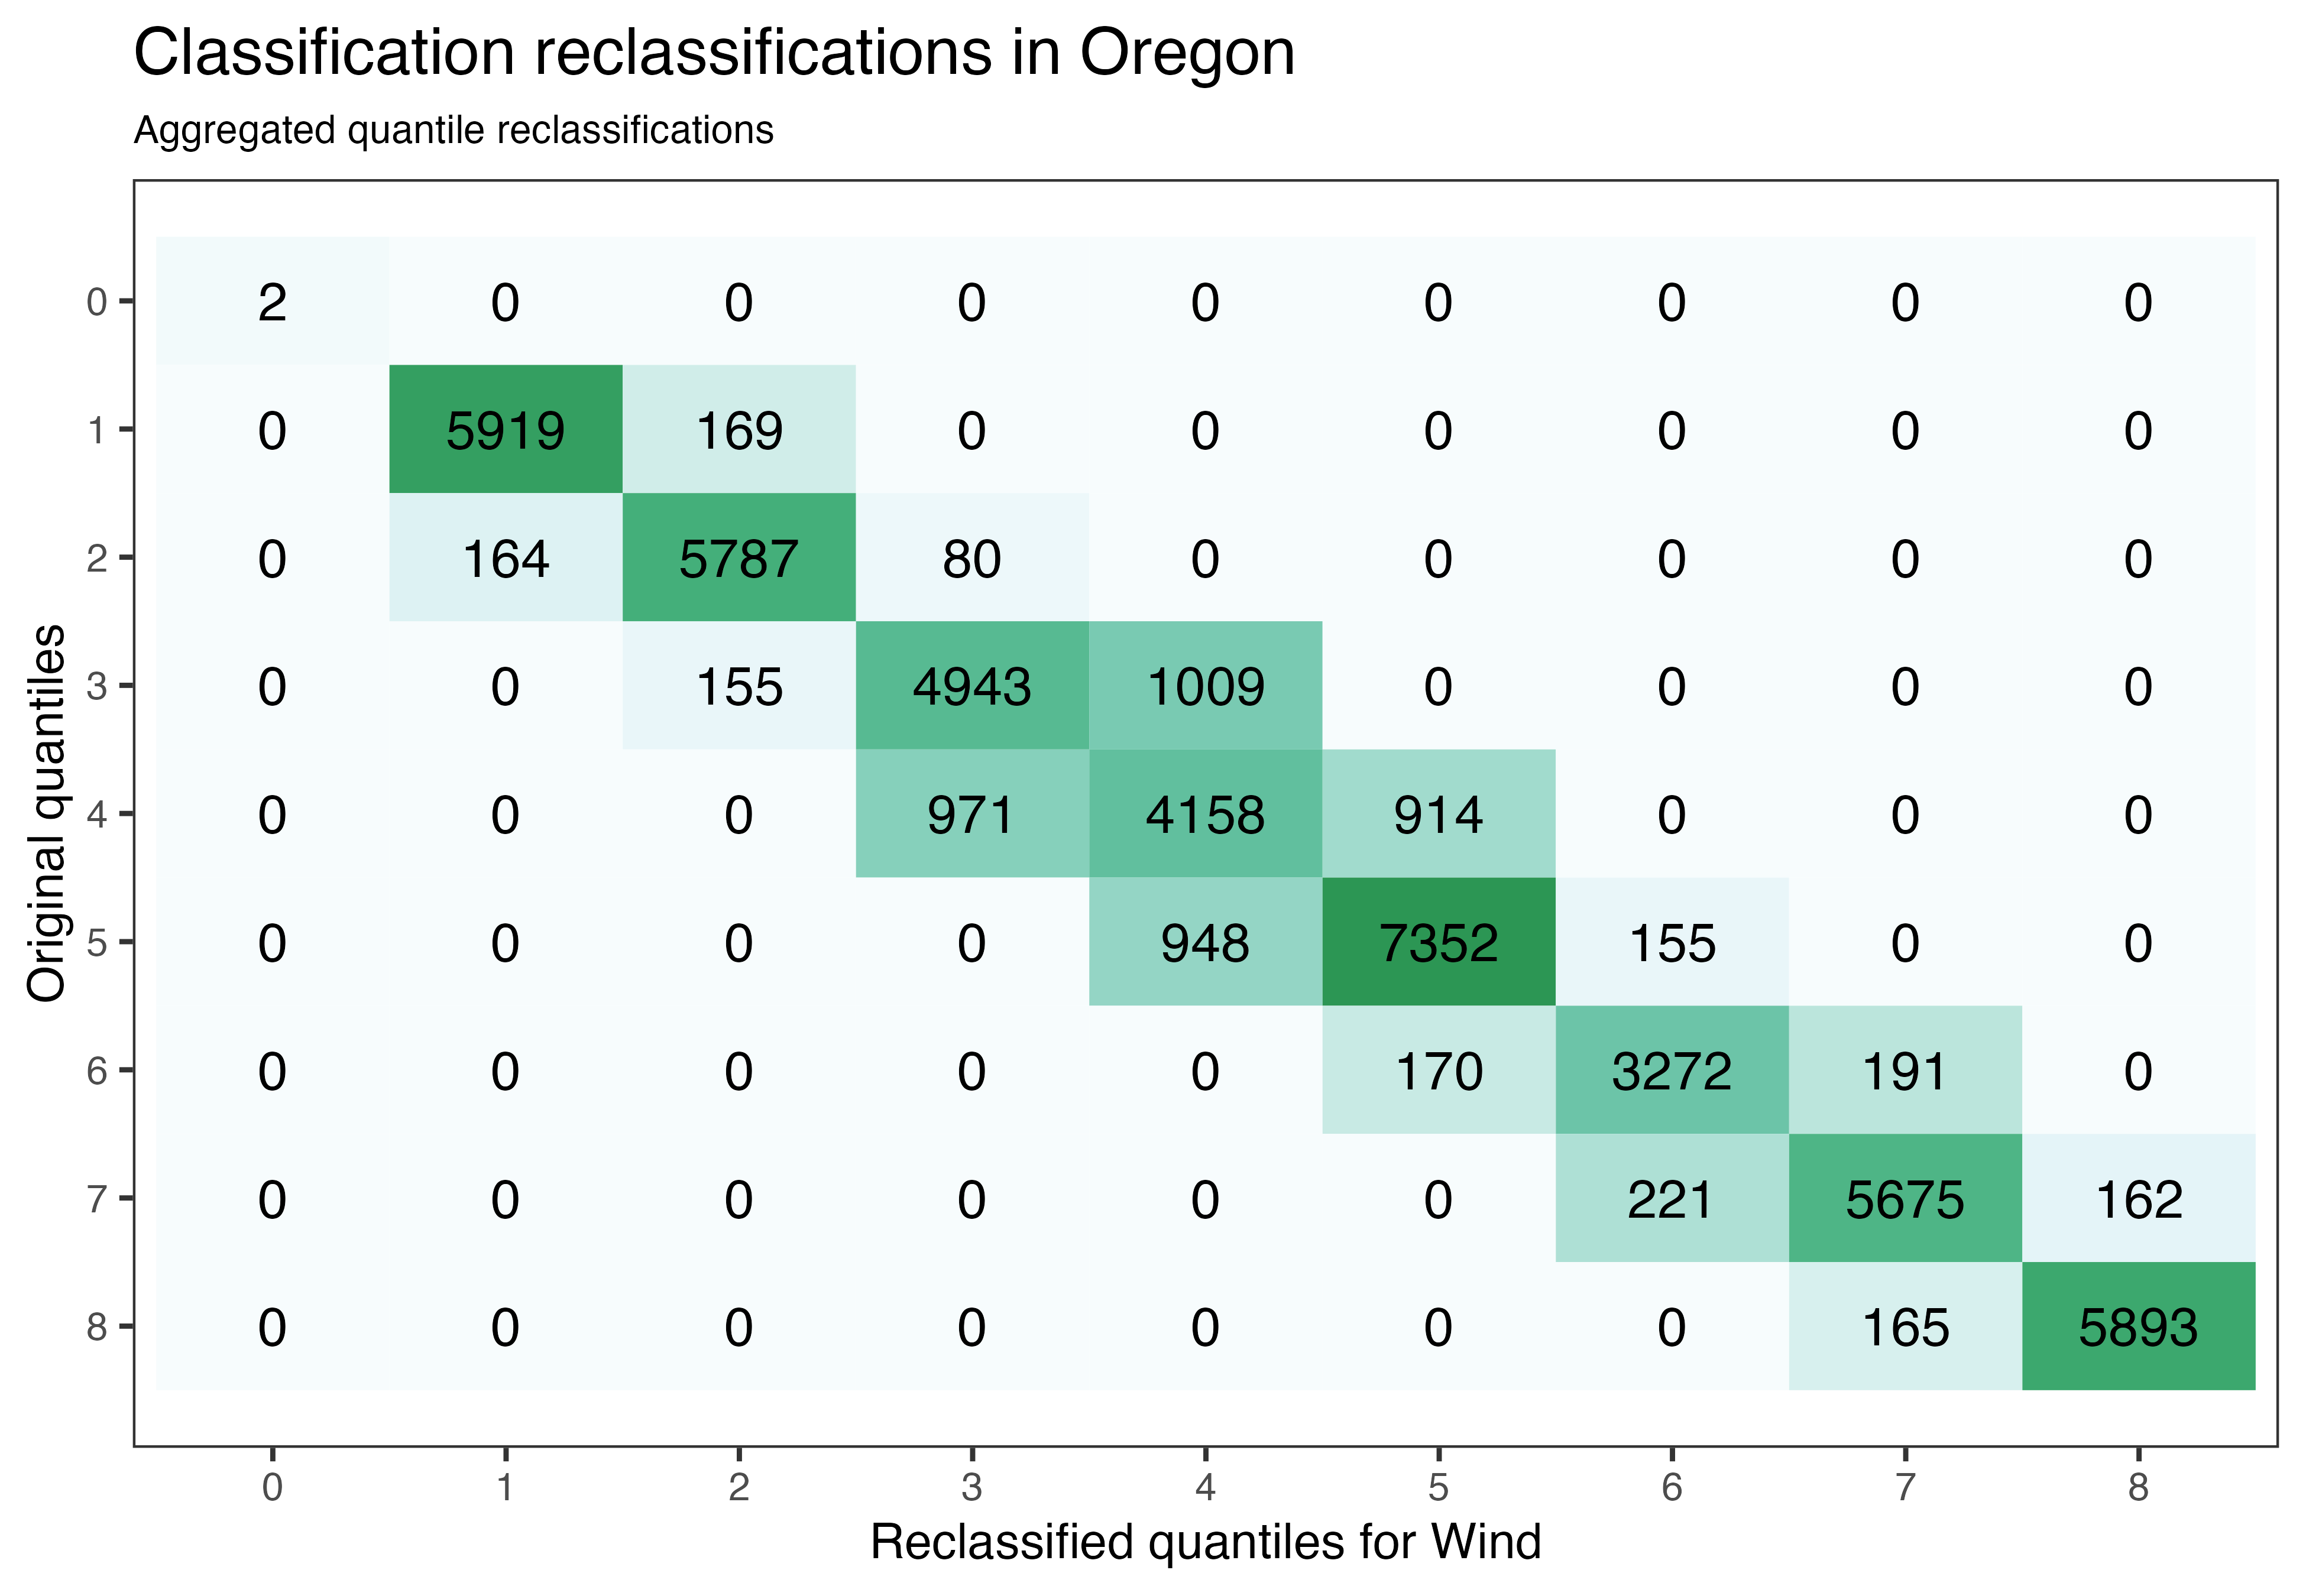 Classification reclassifications in Oregon
Aggregated quantile reclassifications
Original quantiles
0 2 0 0 0 0 0 0 0 0
1 0 5919 169 0 0 0 0 0 0
2 0 164 5787 80 0 0 0 0 0
3 0 0 155 4943 1009 0 0 0 0
4 0 0 0 971 4158 914 0 0 0
5 0 0 0 0 948 7352 155 0 0
6 0 0 0 0 0 170 3272 191 0
7 0 0 0 0 0 0 221 5675 162
8 0 0 0 0 0 0 0 165 5893
0 1 2 3 4 5 6 7 8
Reclassified quantiles for Wind